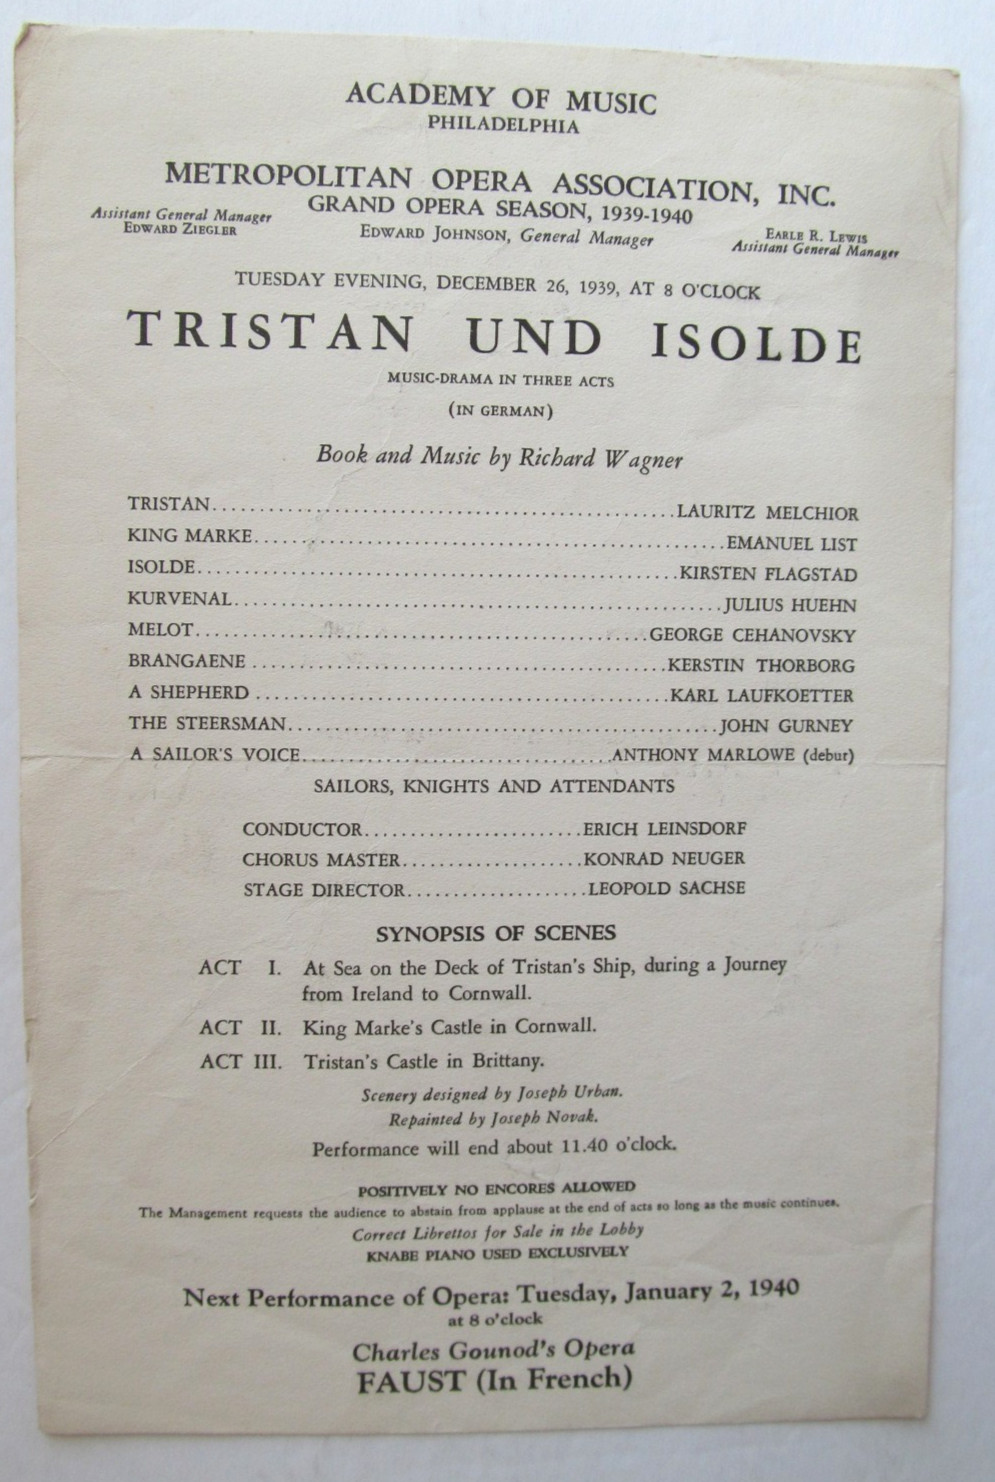 ACADEMY OF MUSIC
PHILADELPHIA
METROPOLITAN OPERA ASSOCIATION, INC.
GRAND OPERA SEASON, 1939-1940
Assistant General Manager
EDWARD ZIEGLER
EDWARD JOHNSON, General Manager
EARLE R. LEWIS
Assistant General Manager
TUESDAY EVENING, DECEMBER 26, 1939, AT 8 O'CLOCK
TRISTAN UND ISOLDE
MUSIC-DRAMA IN THREE ACTS
(IN GERMAN)
Book and Music by Richard Wagner
TRISTAN................................................LAURITZ MELCHIOR
KING MARKE................................................EMANUEL LIST
ISOLDE..................................................KIRSTEN FLAGSTAD
KURVENAL..................................................JULIUS HUEHN
MELOT...............................................GEORGE CEHANOVSKY
BRANGAENE ...........................................KERSTIN THORBORG
A SHEPHERD ...........................................KARL LAUFKOETTER
THE STEERSMAN............................................JOHN GURNEY
A SAILOR'S VOICE................................ANTHONY MARLOWE (debut)
SAILORS, KNIGHTS AND ATTENDANTS
CONDUCTOR.......................ERICH LEINSDORF
CHORUS MASTER...................KONRAD NEUGER
STAGE DIRECTOR...................LEOPOLD SACHSE
SYNOPSIS OF SCENES
ACT I. At Sea on the Deck of Tristan's Ship, during a Journey
from Ireland to Cornwall.
ACT II. King Marke's Castle in Cornwall.
ACT III. Tristan's Castle in Brittany.
Scenery designed by Joseph Urban.
Repainted by Joseph Novak.
Performance will end about 11.40 o'clock.
POSITIVELY NO ENCORES ALLOWED
The Management requests the audience to abstain from applause at the end of acts so long as the music continues.
Correct Librettos for Sale in the Lobby
KNABE PIANO USED EXCLUSIVELY
Next Performance of Opera: Tuesday, January 2, 1940
at 8 o'clock
Charles Gounod's Opera
FAUST (In French)